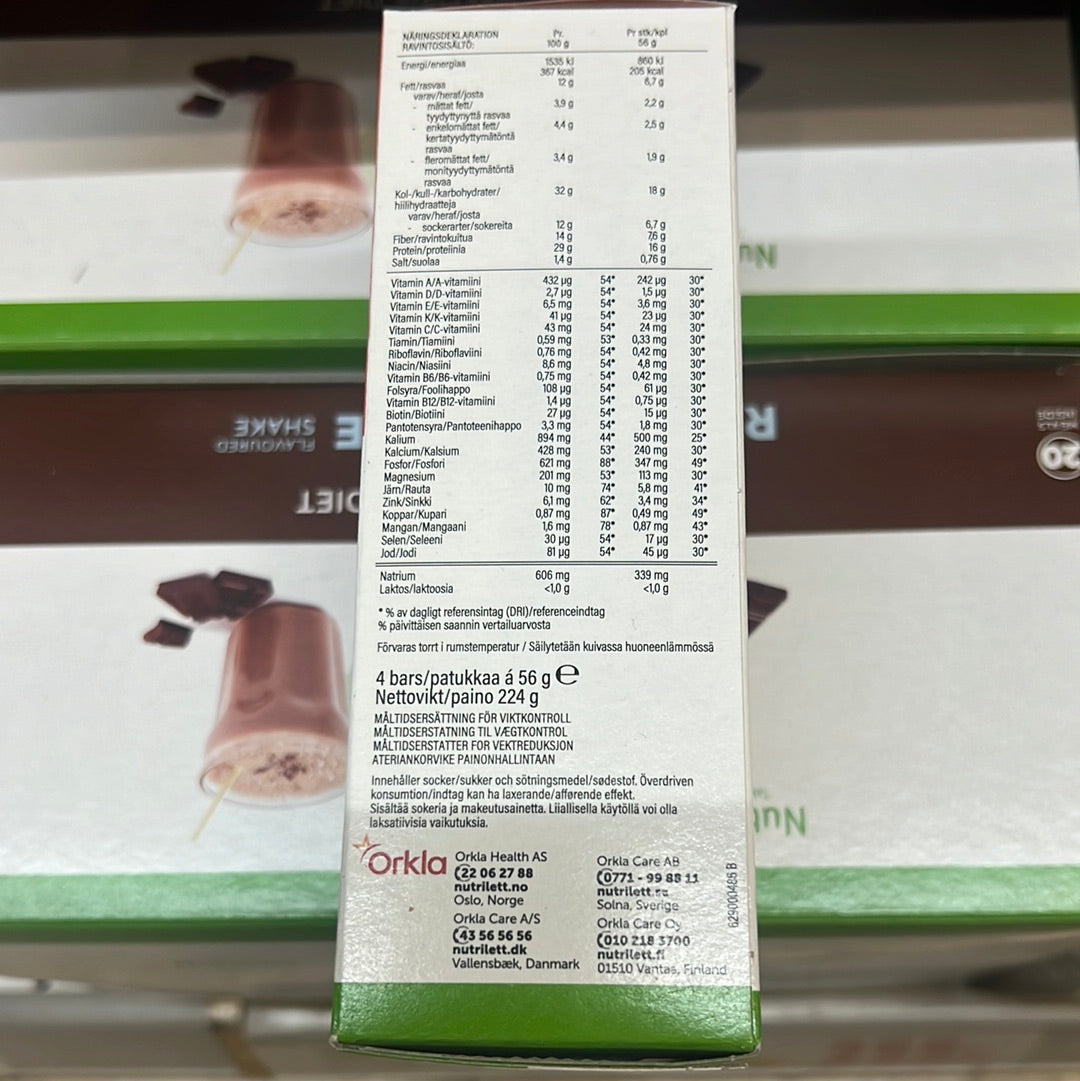 NÄRINGSDEKLARATION Pr. Pr stk/kpl
RAVINTOSISÄLTÖ: 100 g 56 g
Energi/energiaa 1535 kJ 860 kJ
367 kcal 205 kcal
Fett/rasvaa 12 g 6,7 g
varav/heraf/josta
- mättat fett/ 3,9 g 2,2 g
tyydyttynyttä rasvaa
- enkelomättat fett/ 4,4 g 2,5 g
kertatyydyttymätöntä
rasvaa
- fleromättat fett/ 3,4 g 1,9 g
monityydyttymätöntä
rasvaa
Kol-/kull-/karbohydrater/ 32 g 18 g
hiilihydraatteja
varav/heraf/josta
- sockerarter/sokereita 12 g 6,7 g
Fiber/ravintokuitua 14 g 7,6 g
Protein/proteiinia 29 g 16 g
Salt/suolaa 1,4 g 0,76 g
Vitamin A/A-vitamiini 432 µg 54* 242 µg 30*
Vitamin D/D-vitamiini 2,7 µg 54* 1,5 µg 30*
Vitamin E/E-vitamiini 6,5 mg 54* 3,6 mg 30*
Vitamin K/K-vitamiini 41 µg 54* 23 µg 30*
Vitamin C/C-vitamiini 43 mg 54* 24 mg 30*
Tiamin/Tiamiini 0,59 mg 53* 0,33 mg 30*
Riboflavin/Riboflaviini 0,76 mg 54* 0,42 mg 30*
Niacin/Niasiini 8,6 mg 54* 4,8 mg 30*
Vitamin B6/B6-vitamiini 0,75 mg 54* 0,42 mg 30*
Folsyra/Foolihappo 108 µg 54* 61 µg 30*
Vitamin B12/B12-vitamiini 1,4 µg 54* 0,75 µg 30*
Biotin/Biotiini 27 µg 54* 15 µg 30*
Pantotensyra/Pantoteenihappo 3,3 mg 54* 1,8 mg 30*
Kalium 894 mg 44* 500 mg 25*
Kalcium/Kalsium 428 mg 53* 240 mg 30*
Fosfor/Fosfori 621 mg 88* 347 mg 49*
Magnesium 201 mg 53* 113 mg 30*
Järn/Rauta 10 mg 74* 5,8 mg 41*
Zink/Sinkki 6,1 mg 62* 3,4 mg 34*
Koppar/Kupari 0,87 mg 87* 0,49 mg 49*
Mangan/Mangaani 1,6 mg 78* 0,87 mg 43*
Selen/Seleeni 30 µg 54* 17 µg 30*
Jod/Jodi 81 µg 54* 45 µg 30*
Natrium 606 mg 339 mg
Laktos/laktoosia <1,0 g <1,0 g
* % av dagligt referensintag (DRI)/referenceindtag
% päivittäisen saannin vertailuarvosta
Förvaras torrt i rumstemperatur / Säilytetään kuivassa huoneenlämmössä
4 bars/patukkaa á 56 g e
Nettovikt/paino 224 g
MÅLTIDSERSÄTTNING FÖR VIKTKONTROLL
MÅLTIDSERSTATNING TIL VÆGTKONTROL
MÅLTIDSERSTATTER FOR VEKTREDUKSJON
ATERIANKORVIKE PAINONHALLINTAAN
Innehåller socker/sukker och sötningsmedel/sødestof. Överdriven
konsumtion/indtag kan ha laxerande/afførende effekt.
Sisältää sokeria ja makeutusainetta. Liiallisella käytöllä voi olla
laksatiivisia vaikutuksia.
Orkla
Orkla Health AS
22 06 27 88
nutrilett.no
Oslo, Norge
Orkla Care A/S
43 56 56 56
nutrilett.dk
Vallensbæk, Danmark
Orkla Care AB
0771 - 99 88 11
nutrilett.se
Solna, Sverige
Orkla Care Oy
010 218 3700
nutrilett.fi
01510 Vantaa, Finland
629000486 B
FLAVOURED
SHAKE
DIET
20
Nu
Nut